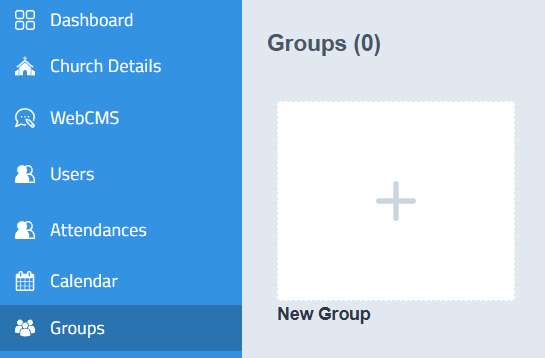 Dashboard
Church Details
WebCMS
Users
Attendances
Calendar
Groups
Groups (0)
New Group